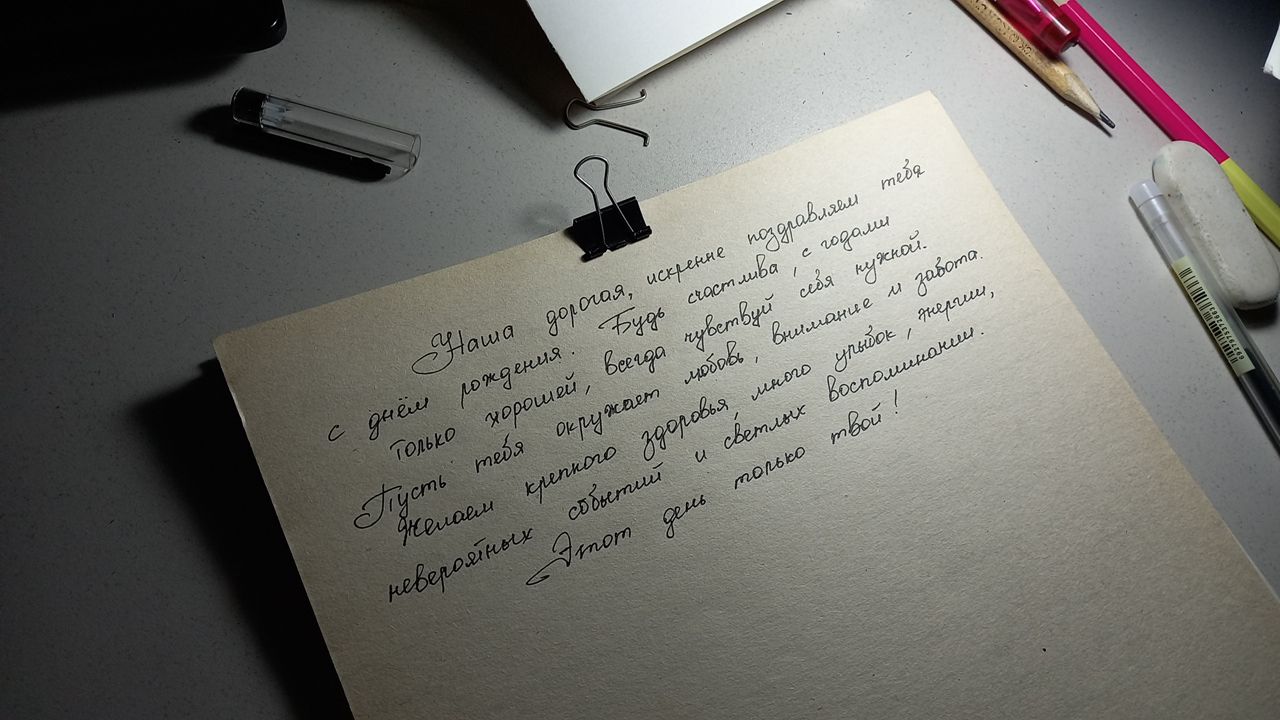 Наша дорогая, искренне поздравляем тебя
с днём рождения. Будь счастлива, с годами
только хорошей, всегда чувствуй себя нужной.
Пусть тебя окружает любовь, внимание и забота.
Желаем крепкого здоровья, много улыбок, энергии,
невероятных событий и светлых воспоминаний.
Этот день только твой!